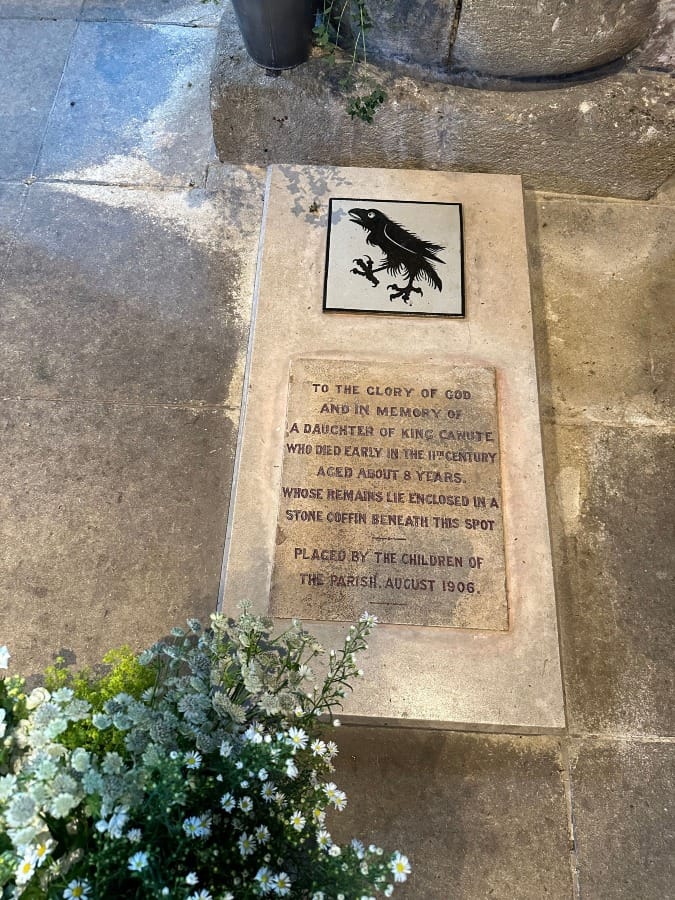 TO THE GLORY OF GOD
AND IN MEMORY OF
A DAUGHTER OF KING CANUTE
WHO DIED EARLY IN THE 11TH CENTURY
AGED ABOUT 8 YEARS.
WHOSE REMAINS LIE ENCLOSED IN A
STONE COFFIN BENEATH THIS SPOT
PLACED BY THE CHILDREN OF
THE PARISH, AUGUST 1906.